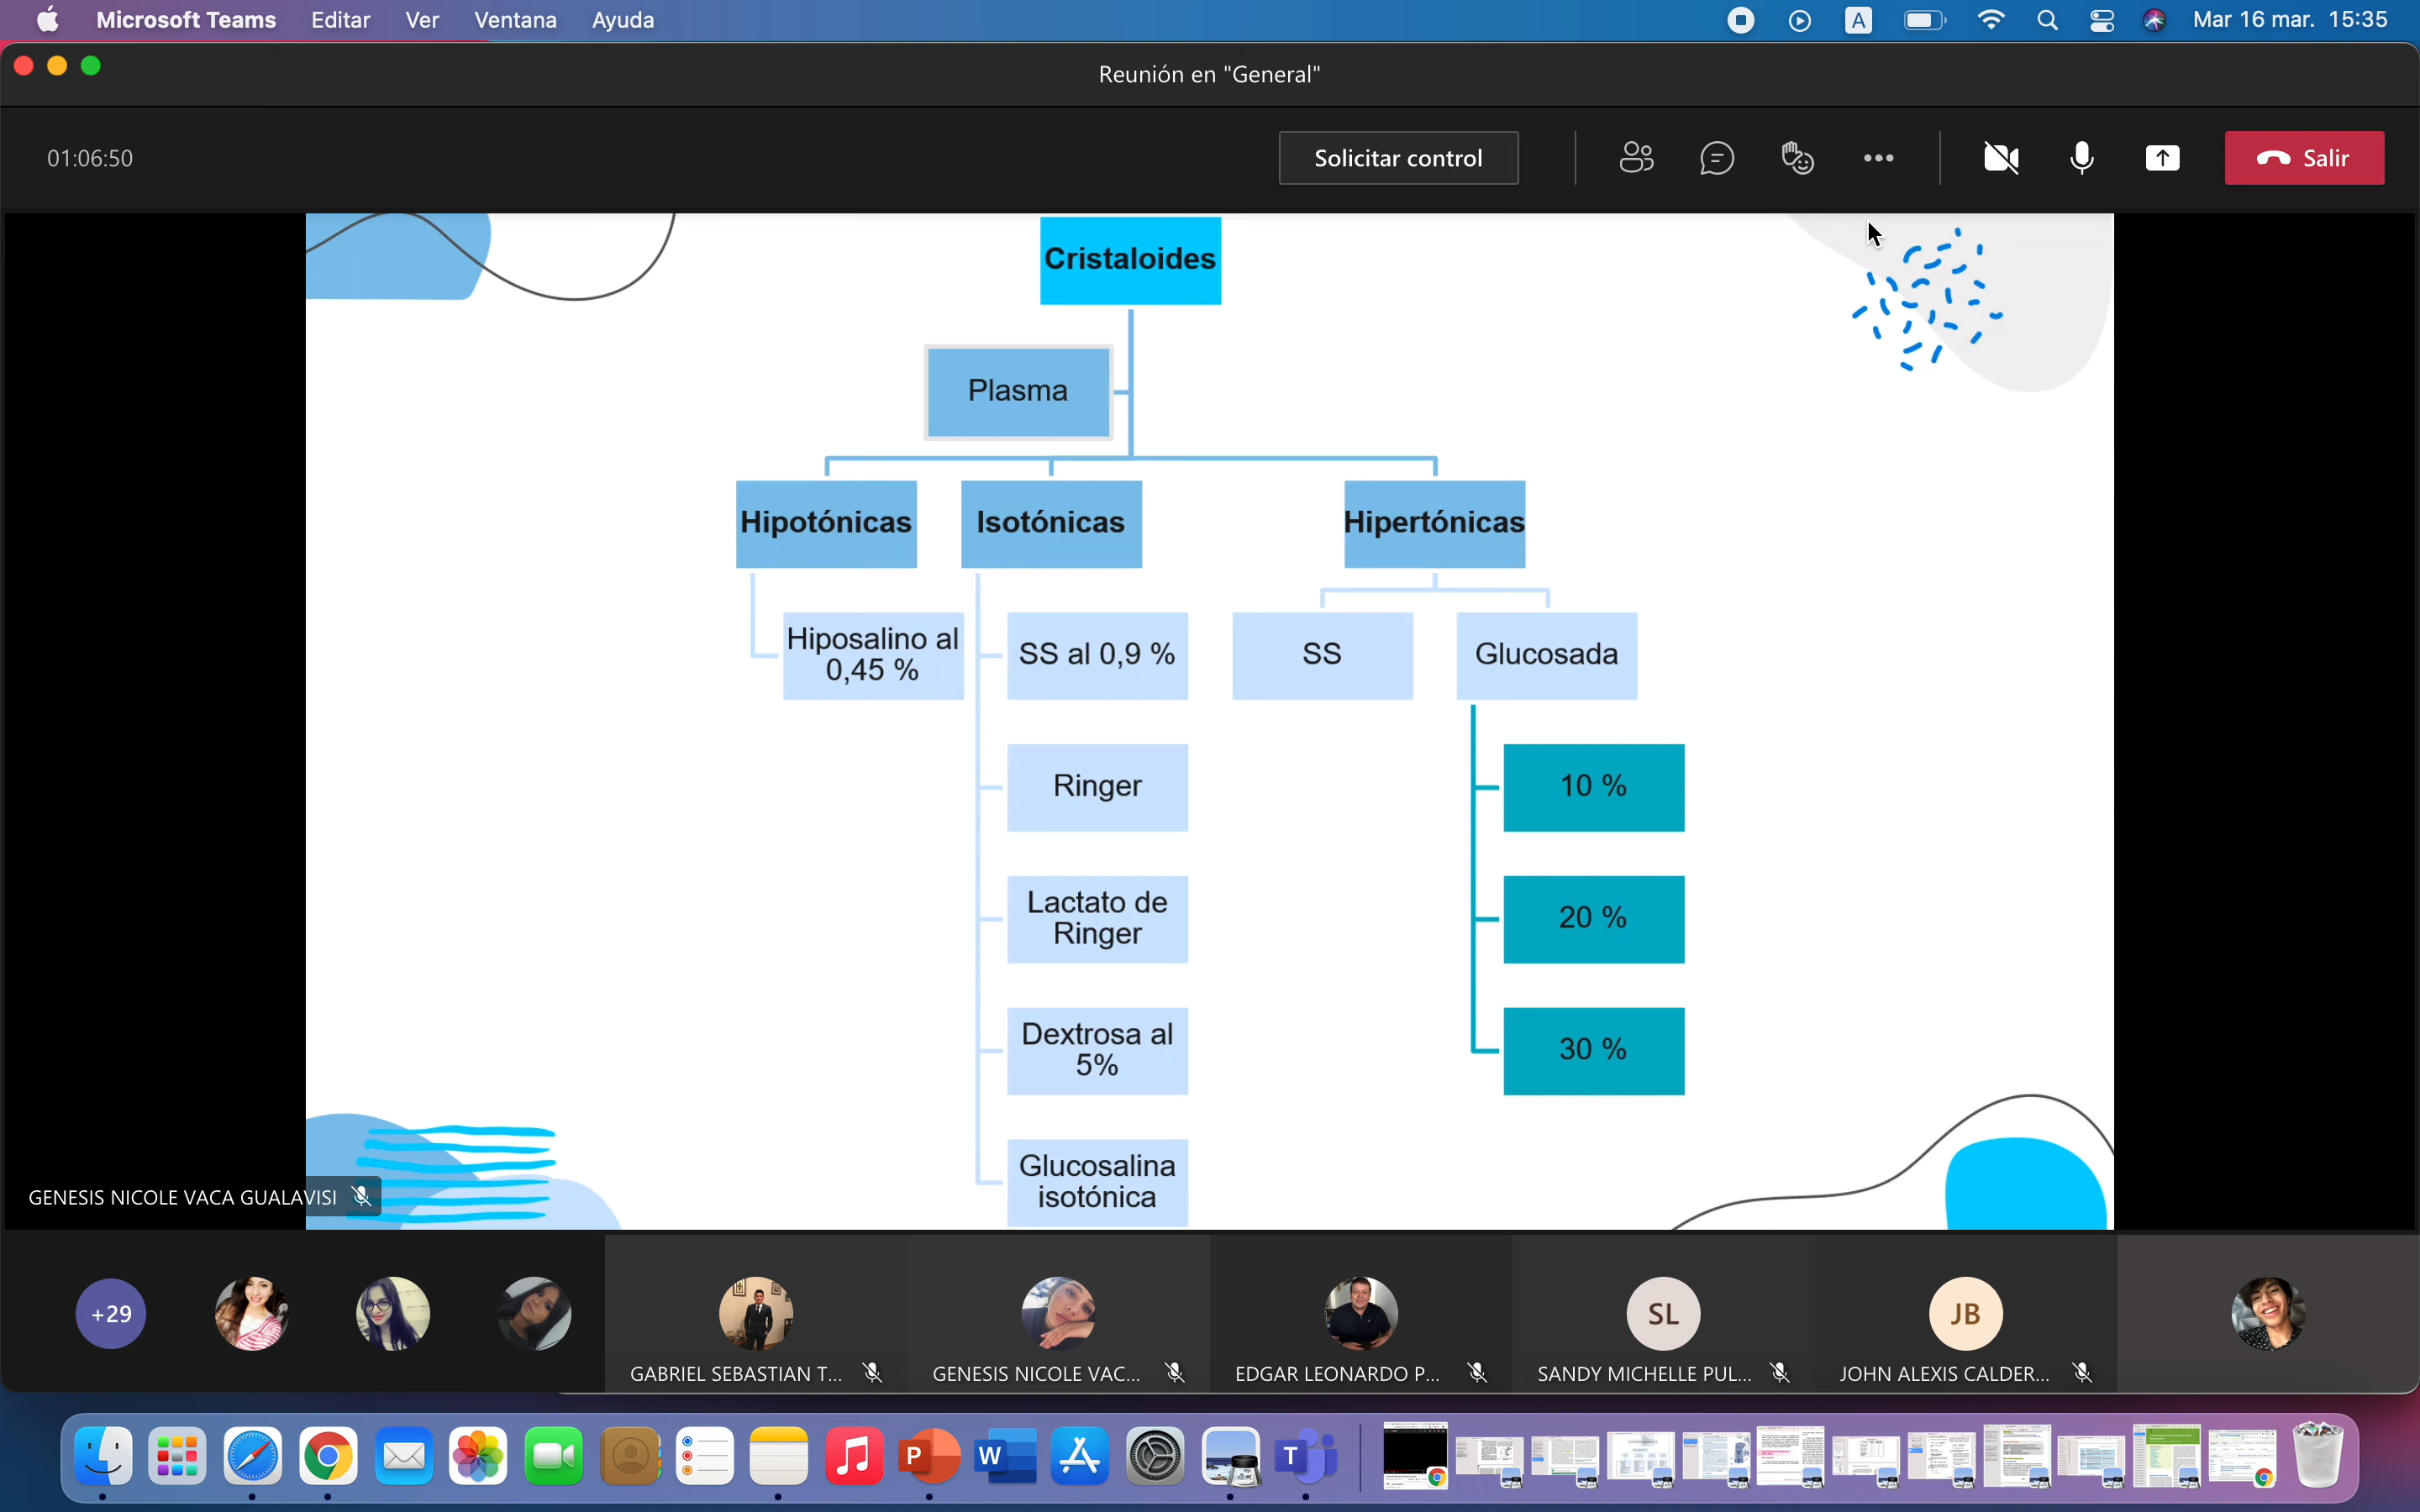 Microsoft Teams Editar Ver Ventana Ayuda A Mar 16 mar. 15:35
Reunión en "General"
01:06:50 Solicitar control Salir
Cristaloides
Plasma
Hipotónicas Isotónicas Hipertónicas
Hiposalino al
0,45 %
SS al 0,9 %
SS
Glucosada
Ringer
10 %
Lactato de
Ringer
20 %
Dextrosa al
5%
30 %
Glucosalina
isotónica
GENESIS NICOLE VACA GUALAVISI
+29
SL
JB
GABRIEL SEBASTIAN T... GENESIS NICOLE VAC... EDGAR LEONARDO P... SANDY MICHELLE PUL... JOHN ALEXIS CALDER...
P W T